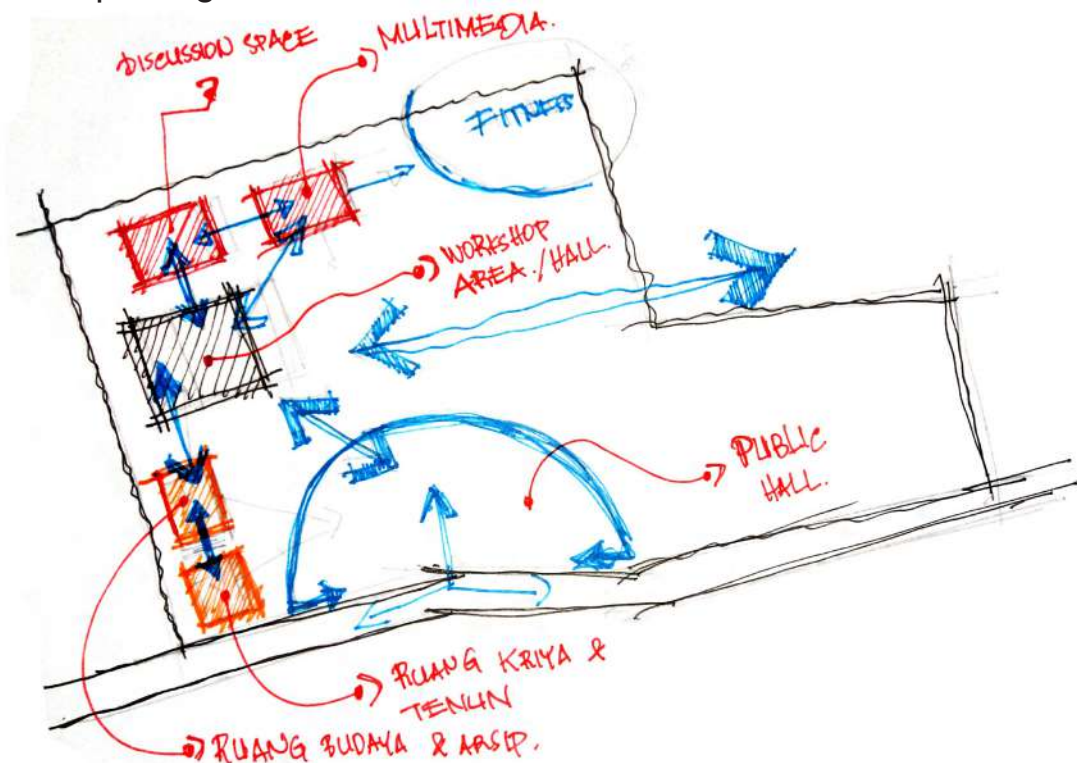 DISCUSSION SPACE
MULTIMEDIA.
FITNESS
WORKSHOP
AREA./HALL.
PUBLIC
HALL.
RUANG KRIYA &
TENUN
RUANG BUDAYA & ARSIP.